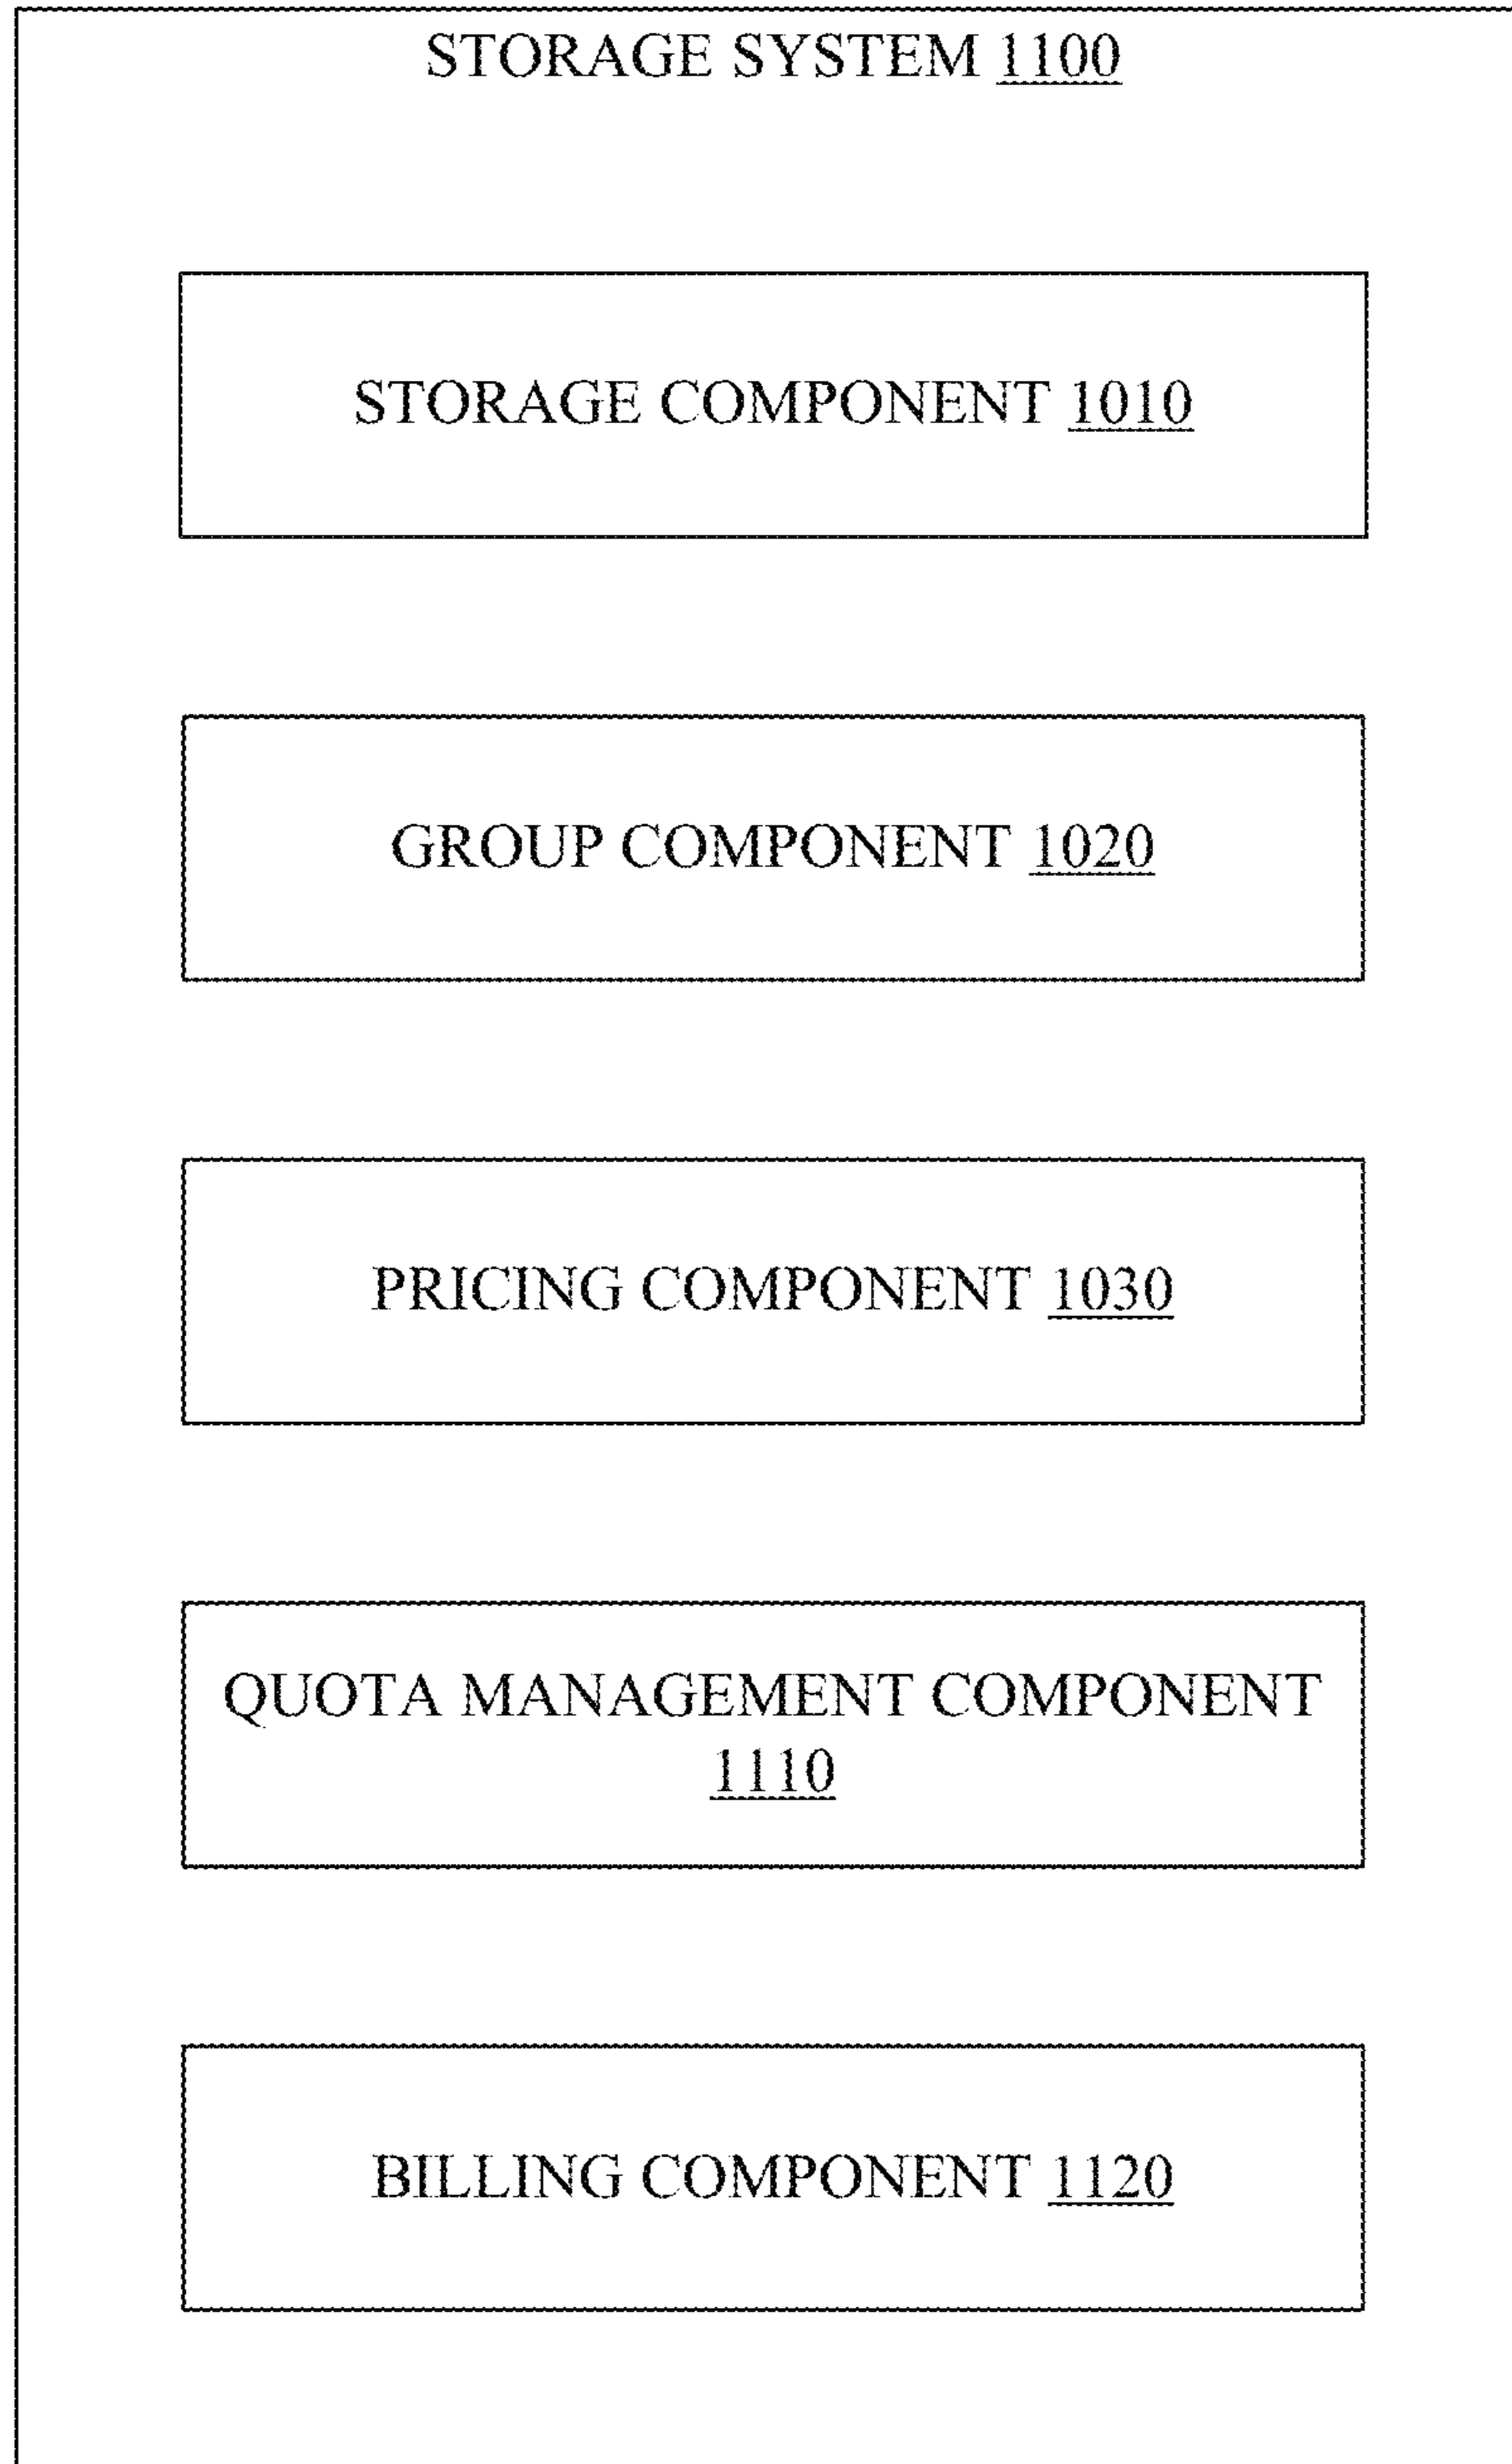 STORAGE SYSTEM 1100
STORAGE COMPONENT 1010
GROUP COMPONENT 1020
PRICING COMPONENT 1030
QUOTA MANAGEMENT COMPONENT
1110
BILLING COMPONENT 1120